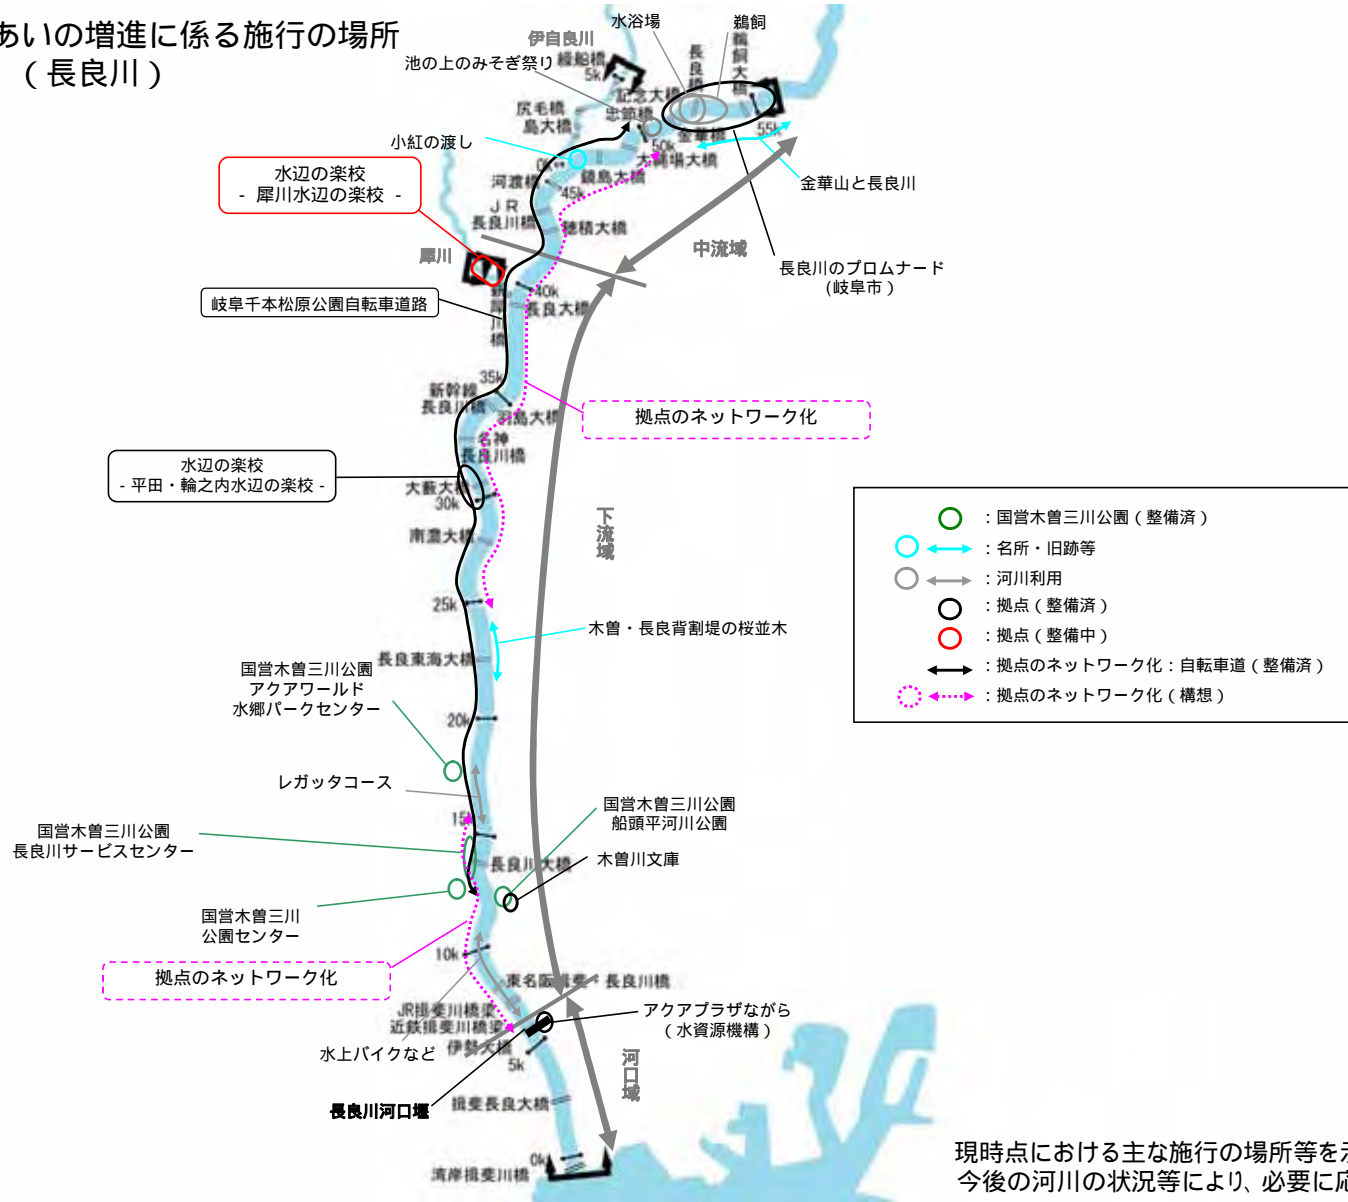 あいの増進に係る施行の場所
（長良川）
水浴場
鵜飼
伊自良川
繰船橋
5k
池の上のみそぎ祭り
長良橋
鵜飼大橋
記念大橋
忠節橋
尻毛橋
島大橋
金華橋
55k
50k
小紅の渡し
大縄場大橋
0k
鏡島大橋
河渡橋
45k
金華山と長良川
水辺の楽校
- 犀川水辺の楽校 -
JR
長良川橋
穂積大橋
中流域
犀川
長良川のプロムナード
(岐阜市)
40k
岐阜千本松原公園自転車道路
新犀川橋
長良大橋
35k
新幹線
長良川橋
羽島大橋
拠点のネットワーク化
名神
長良川橋
水辺の楽校
- 平田・輪之内水辺の楽校 -
大藪大橋
30k
下流域
南濃大橋
：国営木曽三川公園（整備済）
：名所・旧跡等
：河川利用
：拠点（整備済）
：拠点（整備中）
：拠点のネットワーク化：自転車道（整備済）
：拠点のネットワーク化（構想）
25k
木曽・長良背割堤の桜並木
長良東海大橋
国営木曽三川公園
アクアワールド
水郷パークセンター
20k
レガッタコース
15k
国営木曽三川公園
船頭平河川公園
国営木曽三川公園
長良川サービスセンター
長良川大橋
木曽川文庫
国営木曽三川
公園センター
10k
拠点のネットワーク化
東名阪揖斐・長良川橋
JR揖斐川橋梁
近鉄揖斐川橋梁
アクアプラザながら
（水資源機構）
水上バイクなど
伊勢大橋
5k
河口域
長良川河口堰
揖斐長良大橋
0k
湾岸揖斐川橋
現時点における主な施行の場所等を示
今後の河川の状況等により、必要に応